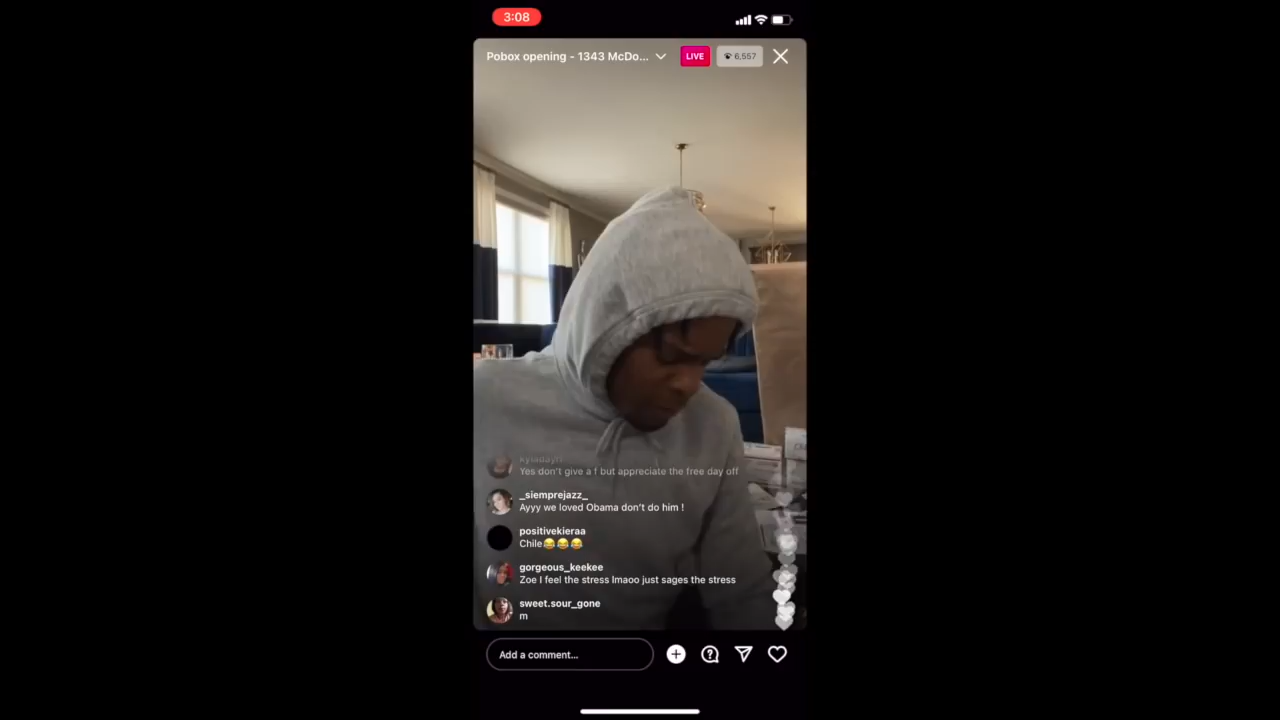 3:08
Pobox opening - 1343 McDo...
LIVE
6,557
Yes don't give a f but appreciate the free day off
_siemprejazz_
Ayyy we loved Obama don't do him !
positivekieraa
Chile😂😂😂
gorgeous_keekee
Zoe I feel the stress lmaoo just sages the stress
sweet.sour_gone
m
Add a comment...